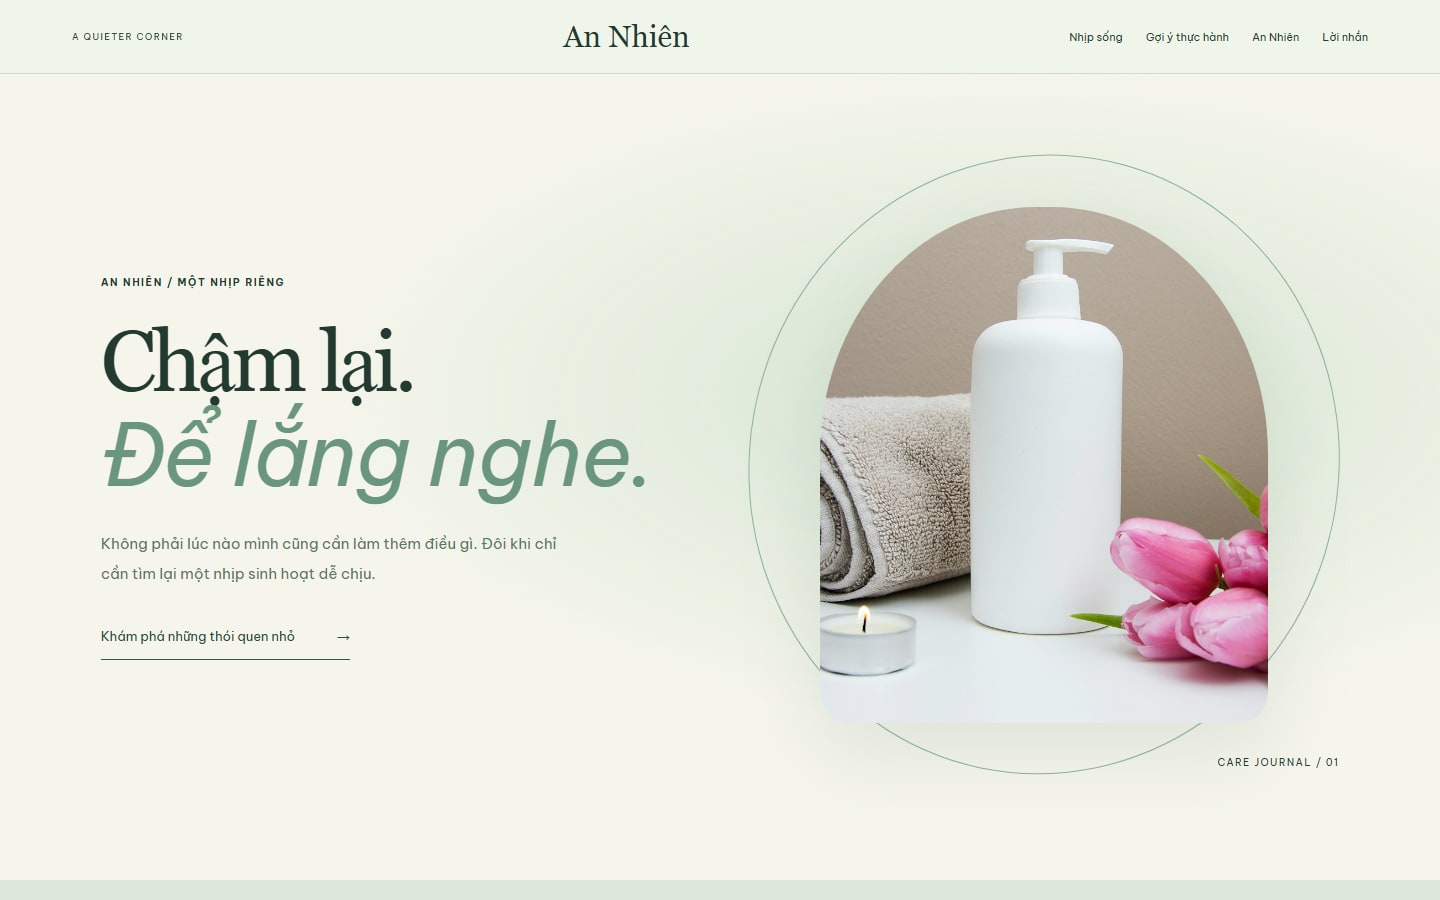 A QUIETER CORNER
An Nhiên
Nhịp sống
Gợi ý thực hành
An Nhiên
Lời nhắn
AN NHIÊN / MỘT NHỊP RIÊNG
Chậm lại.
Để lắng nghe.
Không phải lúc nào mình cũng cần làm thêm điều gì. Đôi khi chỉ
cần tìm lại một nhịp sinh hoạt dễ chịu.
Khám phá những thói quen nhỏ →
CARE JOURNAL / 01